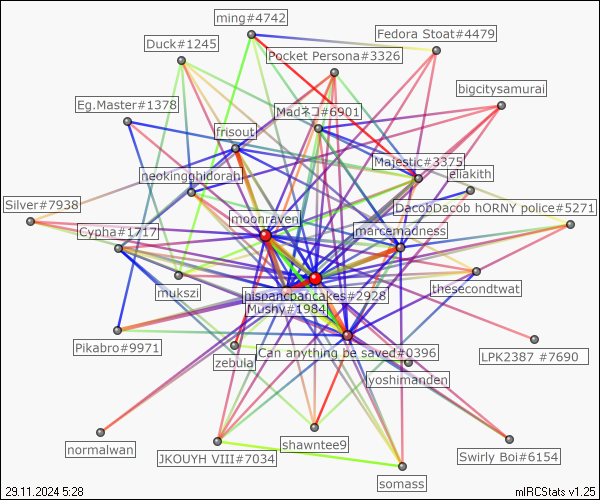 ming#4742
Fedora Stoat#4479
Duck#1245
Pocket Persona#3326
bigcitysamurai
Eg.Master#1378
Madネコ#6901
frisout
Majestic#3375
eliakith
neokingghidorah
Silver#7938
DacobDacob hORNY police#5271
moonraven
Cypha#1717
marcemadness
mukszi
hispancpancakes#2928
thesecondtwat
Mushy#1984
Pikabro#9971
Can anything be saved#0396
LPK2387 #7690
zebula
yoshimanden
normalwan
shawntee9
JKOUYH VIII#7034
Swirly Boi#6154
somass
29.11.2024 5:28
mIRCStats v1.25